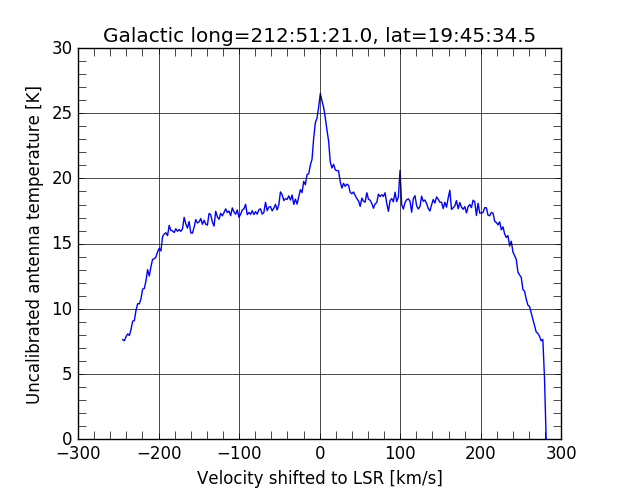 Galactic long=212:51:21.0, lat=19:45:34.5
Uncalibrated antenna temperature [K]
30
25
20
15
10
5
0
−300 −200 −100 0 100 200 300
Velocity shifted to LSR [km/s]